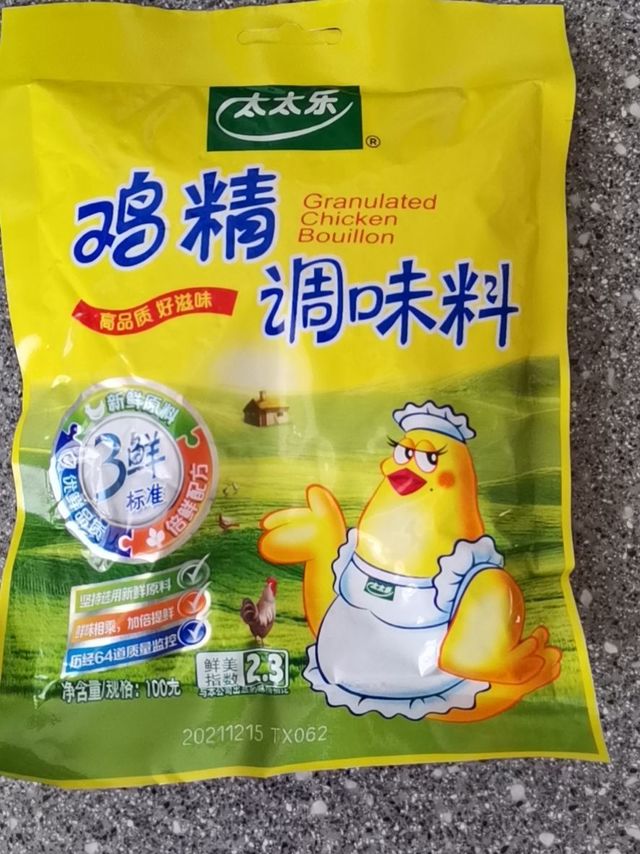 太太乐
®
鸡精
Granulated
Chicken
Bouillon
调味料
高品质 好滋味
新鲜原料
3鲜
标准
优鲜品质
倍鲜配方
太太乐
坚持选用新鲜原料
鲜味相乘，加倍提鲜
历经64道质量监控
鲜美
指数
2.3
净含量/规格：100克
20211215 TX062